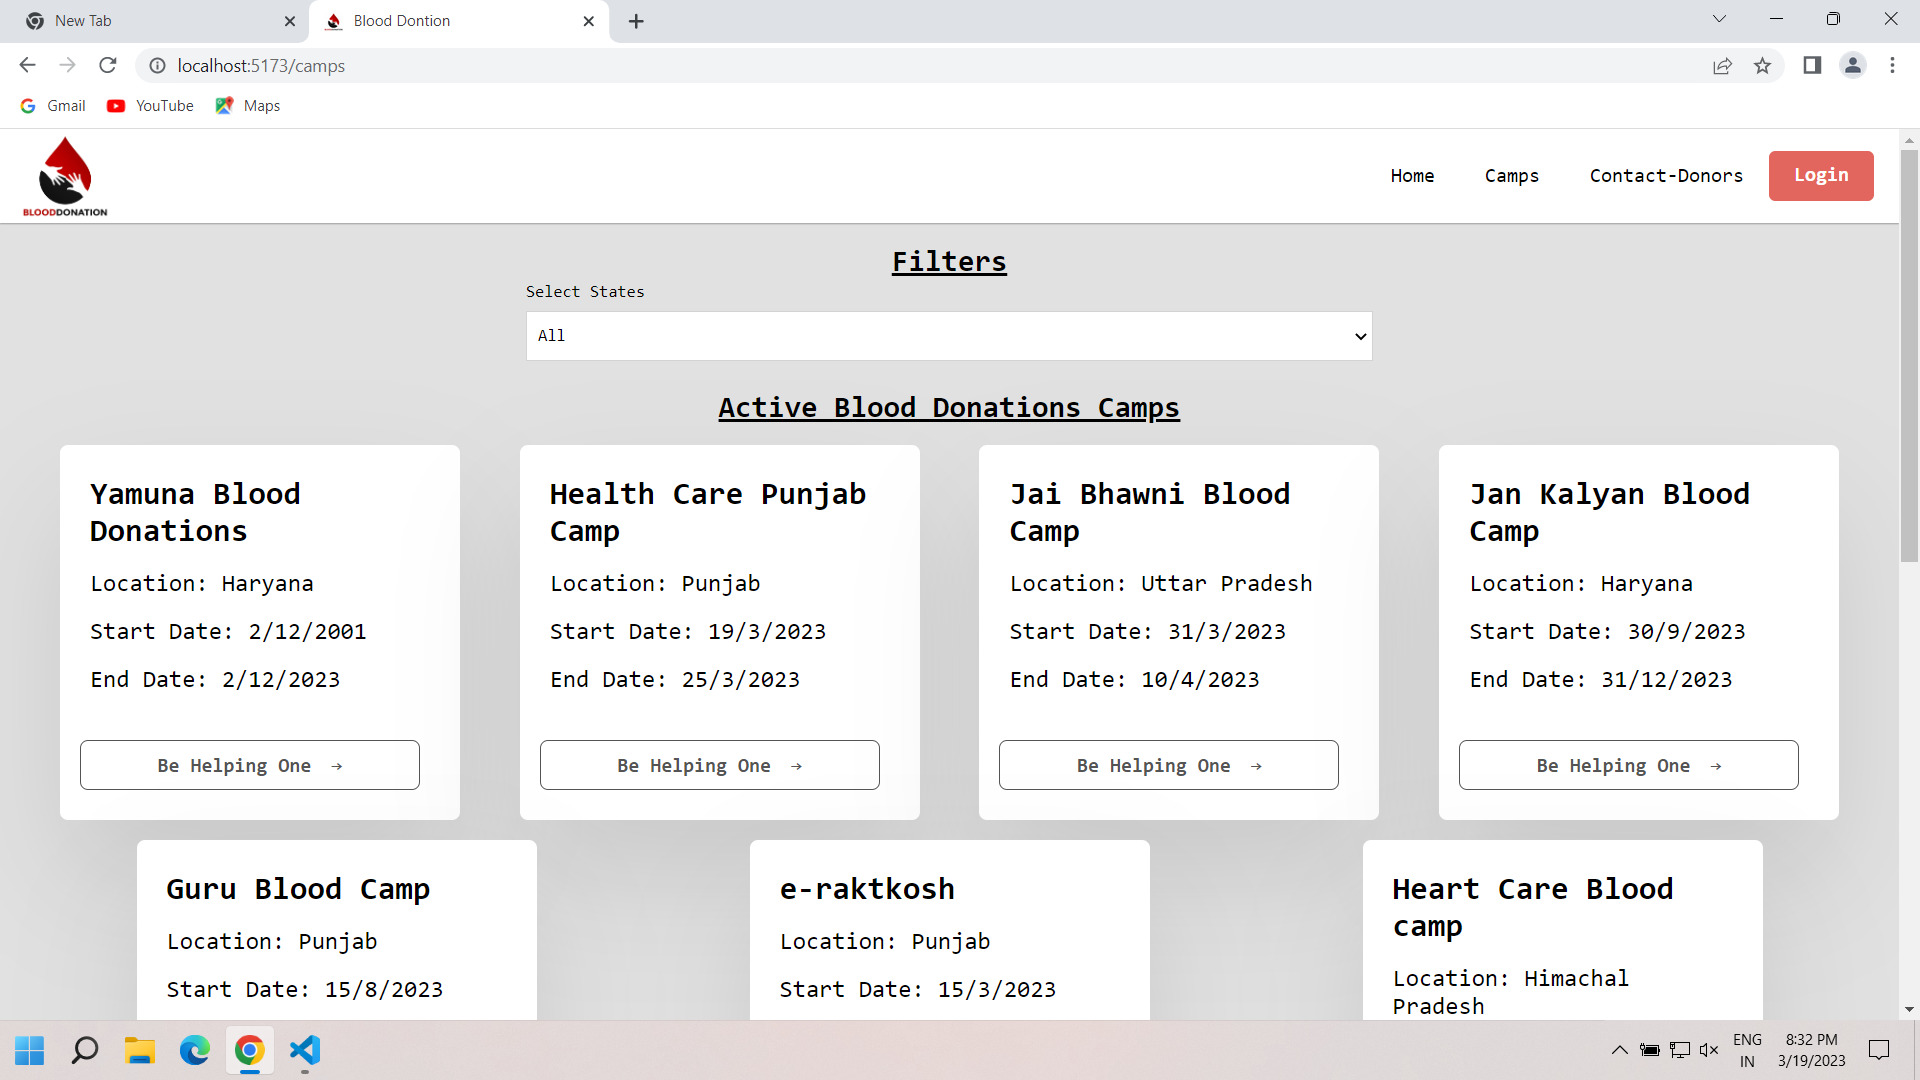 New Tab
Blood Dontion
localhost:5173/camps
Gmail
YouTube
Maps
BLOODDONATION
Home
Camps
Contact-Donors
Login
Filters
Select States
All
Active Blood Donations Camps
Yamuna Blood
Donations
Location: Haryana
Start Date: 2/12/2001
End Date: 2/12/2023
Be Helping One →
Health Care Punjab
Camp
Location: Punjab
Start Date: 19/3/2023
End Date: 25/3/2023
Be Helping One →
Jai Bhawni Blood
Camp
Location: Uttar Pradesh
Start Date: 31/3/2023
End Date: 10/4/2023
Be Helping One →
Jan Kalyan Blood
Camp
Location: Haryana
Start Date: 30/9/2023
End Date: 31/12/2023
Be Helping One →
Guru Blood Camp
Location: Punjab
Start Date: 15/8/2023
e-raktkosh
Location: Punjab
Start Date: 15/3/2023
Heart Care Blood
camp
Location: Himachal
Pradesh
ENG
IN
8:32 PM
3/19/2023